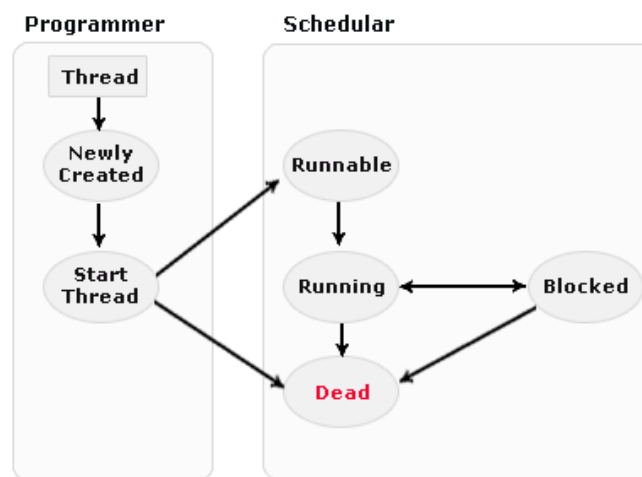 Programmer
Schedular
Thread
Newly
Created
Runnable
Start
Thread
Running
Blocked
Dead